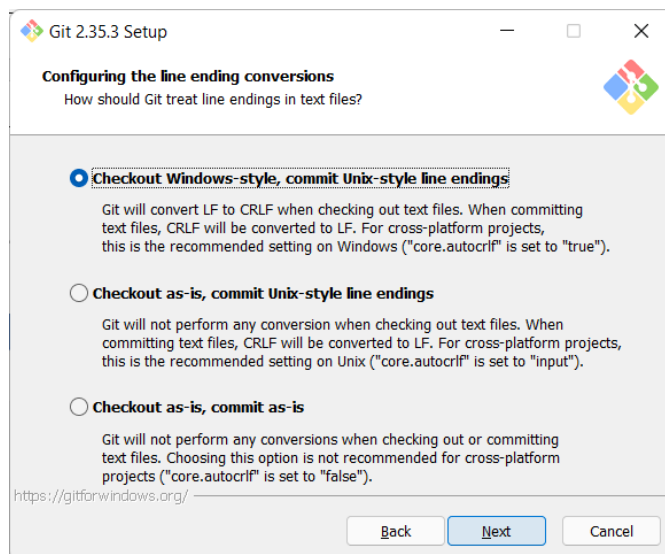 Git 2.35.3 Setup
Configuring the line ending conversions
How should Git treat line endings in text files?
Checkout Windows-style, commit Unix-style line endings
Git will convert LF to CRLF when checking out text files. When committing
text files, CRLF will be converted to LF. For cross-platform projects,
this is the recommended setting on Windows ("core.autocrlf" is set to "true").
Checkout as-is, commit Unix-style line endings
Git will not perform any conversion when checking out text files. When
committing text files, CRLF will be converted to LF. For cross-platform projects,
this is the recommended setting on Unix ("core.autocrlf" is set to "input").
Checkout as-is, commit as-is
Git will not perform any conversions when checking out or committing
text files. Choosing this option is not recommended for cross-platform
projects ("core.autocrlf" is set to "false").
https://gitforwindows.org/
Back Next Cancel